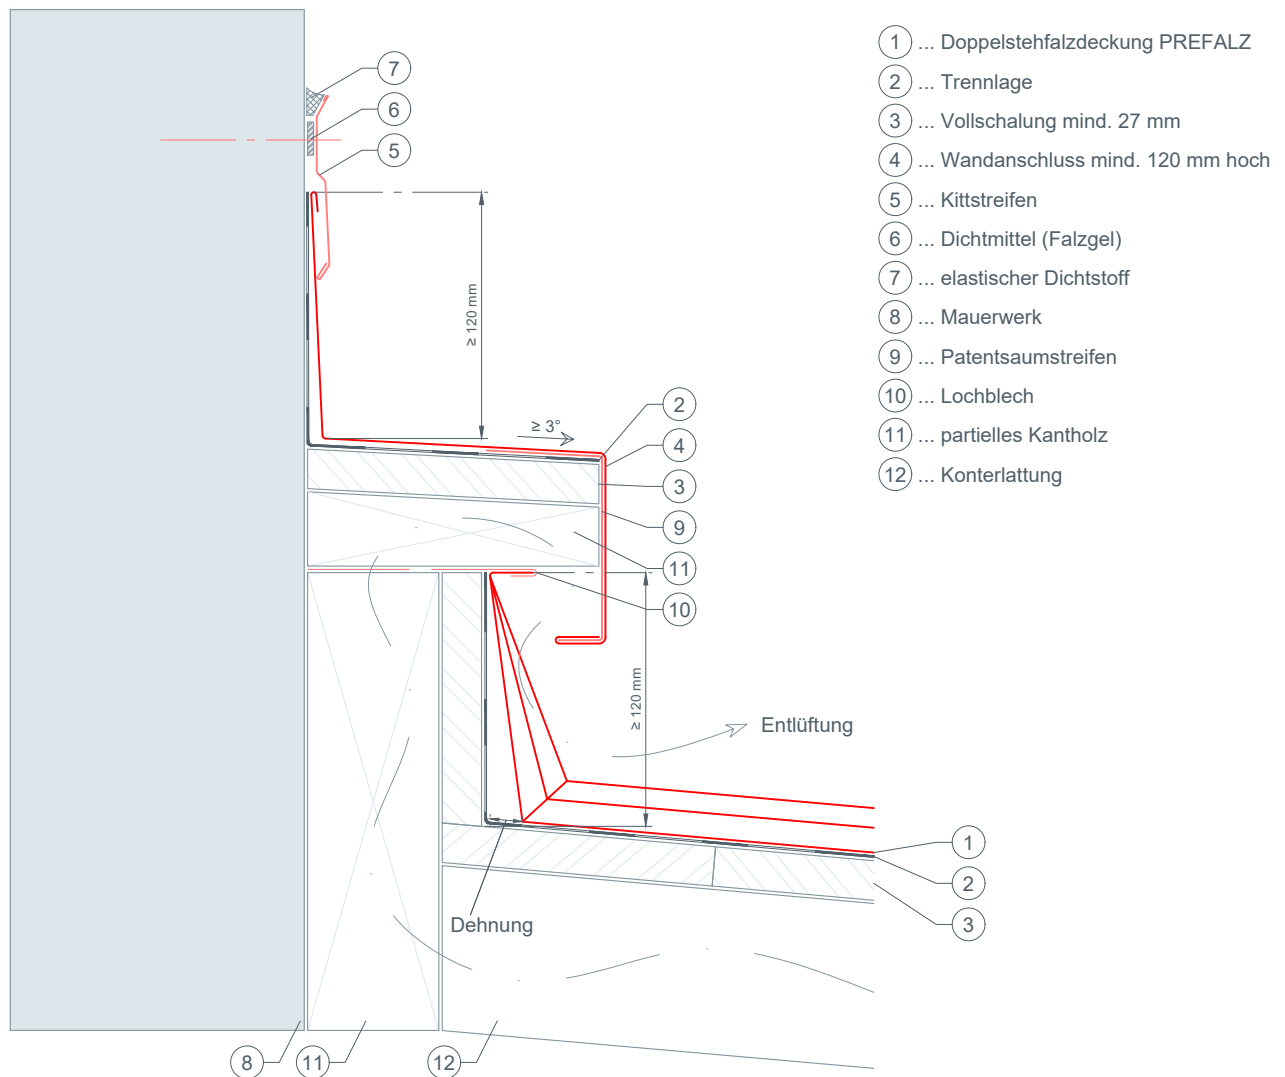 7
6
5
≥ 120 mm
≥ 3°
2
4
3
9
11
10
≥ 120 mm
Entlüftung
1
2
3
Dehnung
8
11
12
1 ... Doppelstehfalzdeckung PREFALZ
2 ... Trennlage
3 ... Vollschalung mind. 27 mm
4 ... Wandanschluss mind. 120 mm hoch
5 ... Kittstreifen
6 ... Dichtmittel (Falzgel)
7 ... elastischer Dichtstoff
8 ... Mauerwerk
9 ... Patentsaumstreifen
10 ... Lochblech
11 ... partielles Kantholz
12 ... Konterlattung